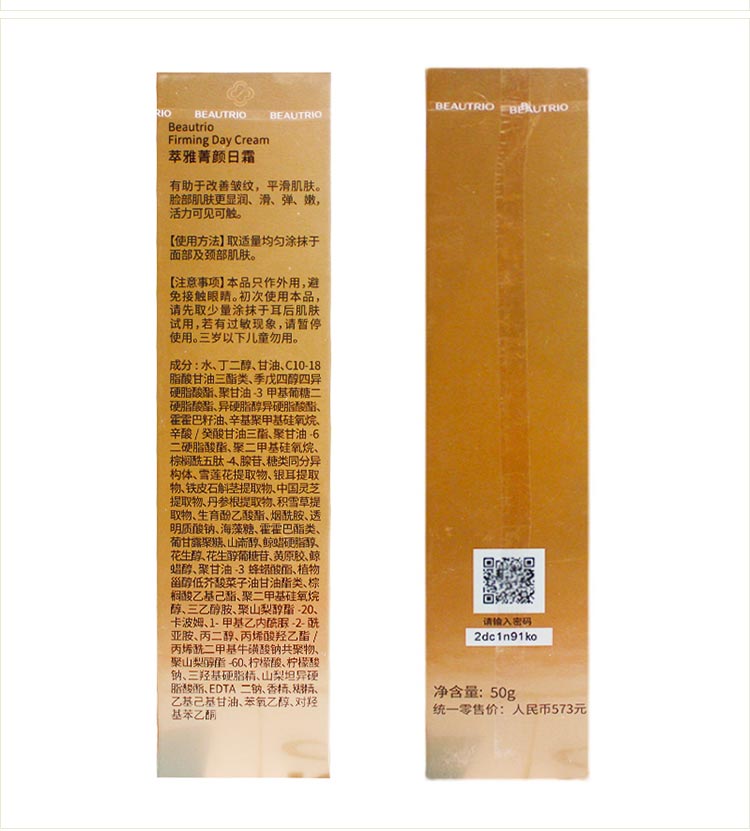 RIO
BEAUTRIO
BEAUTRIO
Beautrio
Firming Day Cream
萃雅菁颜日霜
有助于改善皱纹，平滑肌肤。
脸部肌肤更显润、滑、弹、嫩，
活力可见可触。
【使用方法】取适量均匀涂抹于
面部及颈部肌肤。
【注意事项】本品只作外用，避
免接触眼睛。初次使用本品，
请先取少量涂抹于耳后肌肤
试用，若有过敏现象，请暂停
使用。三岁以下儿童勿用。
成分：水、丁二醇、甘油、C10-18
脂酸甘油三酯类、季戊四醇四异
硬脂酸酯、聚甘油-3 甲基葡糖二
硬脂酸酯、异硬脂醇异硬脂酸酯、
霍霍巴籽油、辛基聚甲基硅氧烷、
辛酸/癸酸甘油三酯、聚甘油-6
二硬脂酸酯、聚二甲基硅氧烷、
棕榈酰五肽-4、腺苷、糖类同分异
构体、雪莲花提取物、银耳提取
物、铁皮石斛茎提取物、中国灵芝
提取物、丹参根提取物、积雪草提
取物、生育酚乙酸酯、烟酰胺、透
明质酸钠、海藻糖、霍霍巴酯类、
葡甘露聚糖、山嵛醇、鲸蜡硬脂醇、
花生醇、花生醇葡糖苷、黄原胶、鲸
蜡醇、聚甘油-3 蜂蜡酸酯、植物
甾醇低芥酸菜子油甘油酯类、棕
榈酸乙基己酯、聚二甲基硅氧烷
醇、三乙醇胺、聚山梨醇酯-20、
卡波姆、1-甲基乙内酰脲-2-酰
亚胺、丙二醇、丙烯酸羟乙酯/
丙烯酰二甲基牛磺酸钠共聚物、
聚山梨醇酯-60、柠檬酸、柠檬酸
钠、三羟基硬脂精、山梨坦异硬
脂酸酯、EDTA 二钠、香精、糊精、
乙基己基甘油、苯氧乙醇、对羟
基苯乙酮
BEAUTRIO
BEAUTRIO
请输入密码
2dc1n91ko
净含量：50g
统一零售价：人民币573元